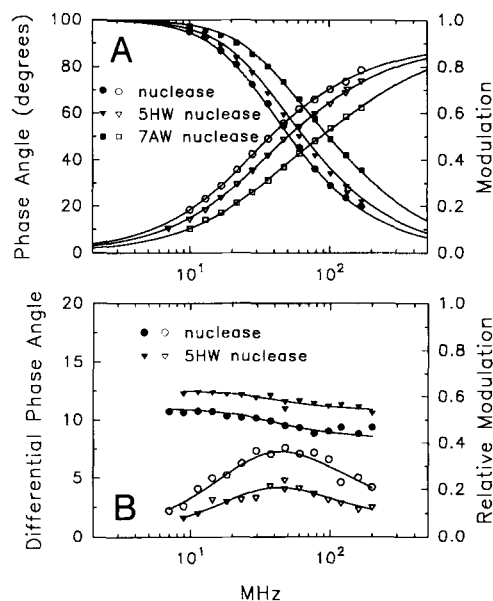 A
Phase Angle (degrees)
100
80
60
40
20
0
nuclease
5HW nuclease
7AW nuclease
Modulation
1.0
0.8
0.6
0.4
0.2
0.0
10¹
10²
B
Differential Phase Angle
20
15
10
5
0
nuclease
5HW nuclease
Relative Modulation
1.0
0.8
0.6
0.4
0.2
0.0
10¹
10²
MHz